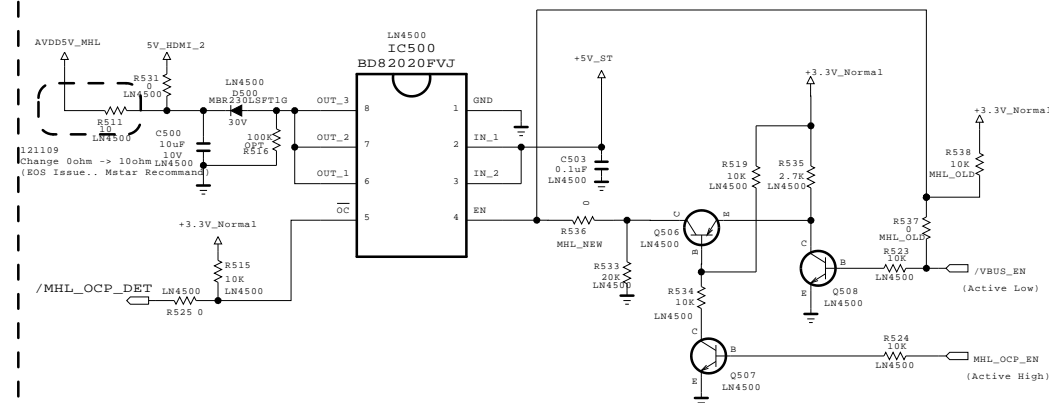 LN4500
IC500
BD82020FVJ
AVDD5V_MHL
5V_HDMI_2
R531
0
LN4500
LN4500
D500
MBR230LSFT1G
30V
R511
10
LN4500
C500
10uF
10V
LN4500
100K
OPT
R516
121109
Change 0ohm -> 10ohm
(EOS Issue.. Mstar Recommand)
OUT_3
8
OUT_2
7
OUT_1
6
OC
5
1
GND
2
IN_1
3
IN_2
4
EN
+5V_ST
C503
0.1uF
LN4500
+3.3V_Normal
R515
10K
LN4500
/MHL_OCP_DET
LN4500
R525 0
0
R536
MHL_NEW
R533
20K
LN4500
C
E
B
Q506
LN4500
R519
10K
LN4500
+3.3V_Normal
R535
2.7K
LN4500
R534
10K
LN4500
C
B
E
Q507
LN4500
C
B
E
Q508
LN4500
+3.3V_Normal
R538
10K
MHL_OLD
R537
0
MHL_OLD
R523
10K
LN4500
/VBUS_EN
(Active Low)
R524
10K
LN4500
MHL_OCP_EN
(Active High)